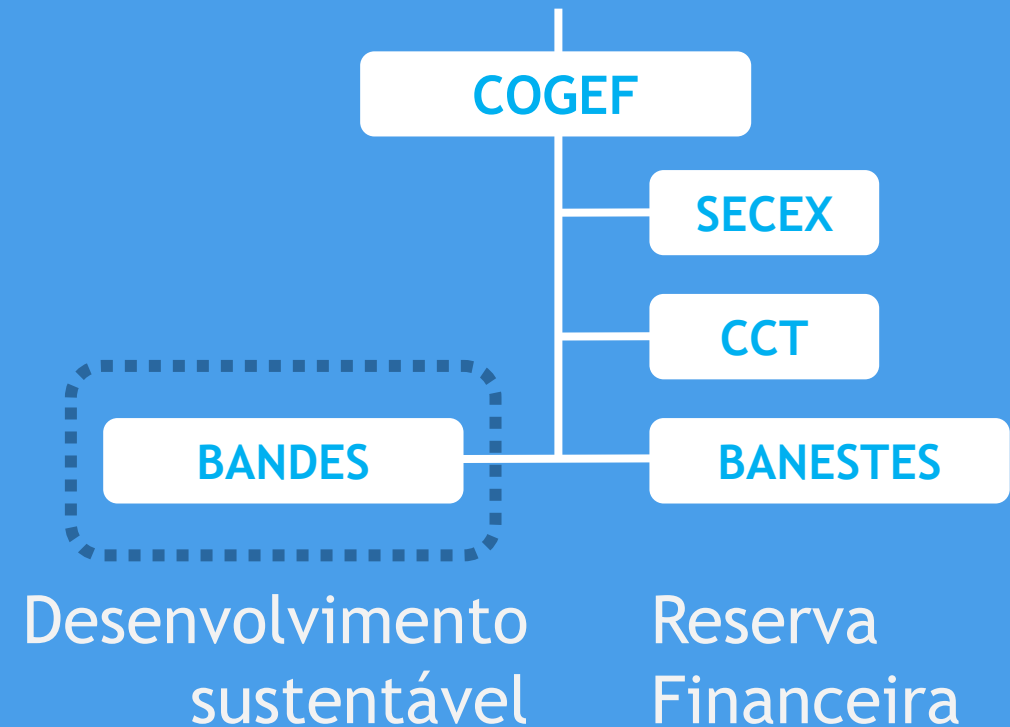 COGEF
SECEX
CCT
BANDES
BANESTES
Desenvolvimento
sustentável
Reserva
Financeira